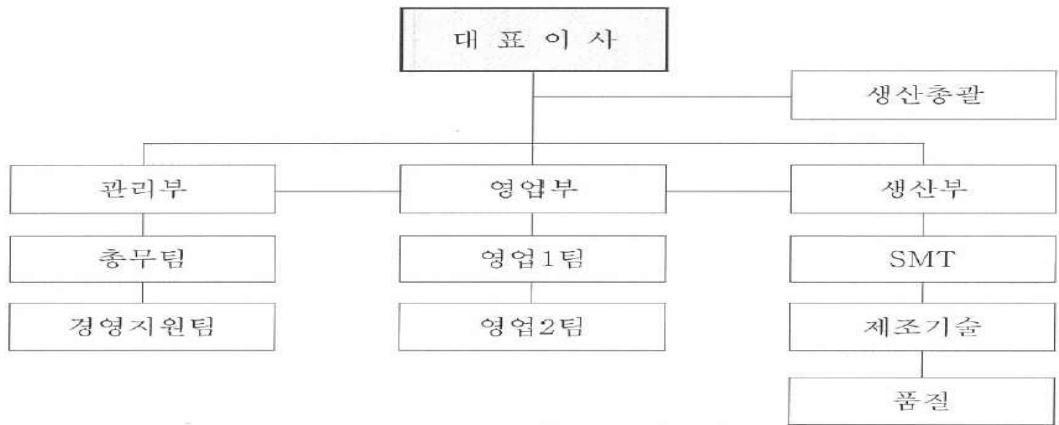 대 표 이 사
생산총괄
관리부
영업부
생산부
총무팀
영업1팀
SMT
경영지원팀
영업2팀
제조기술
품질